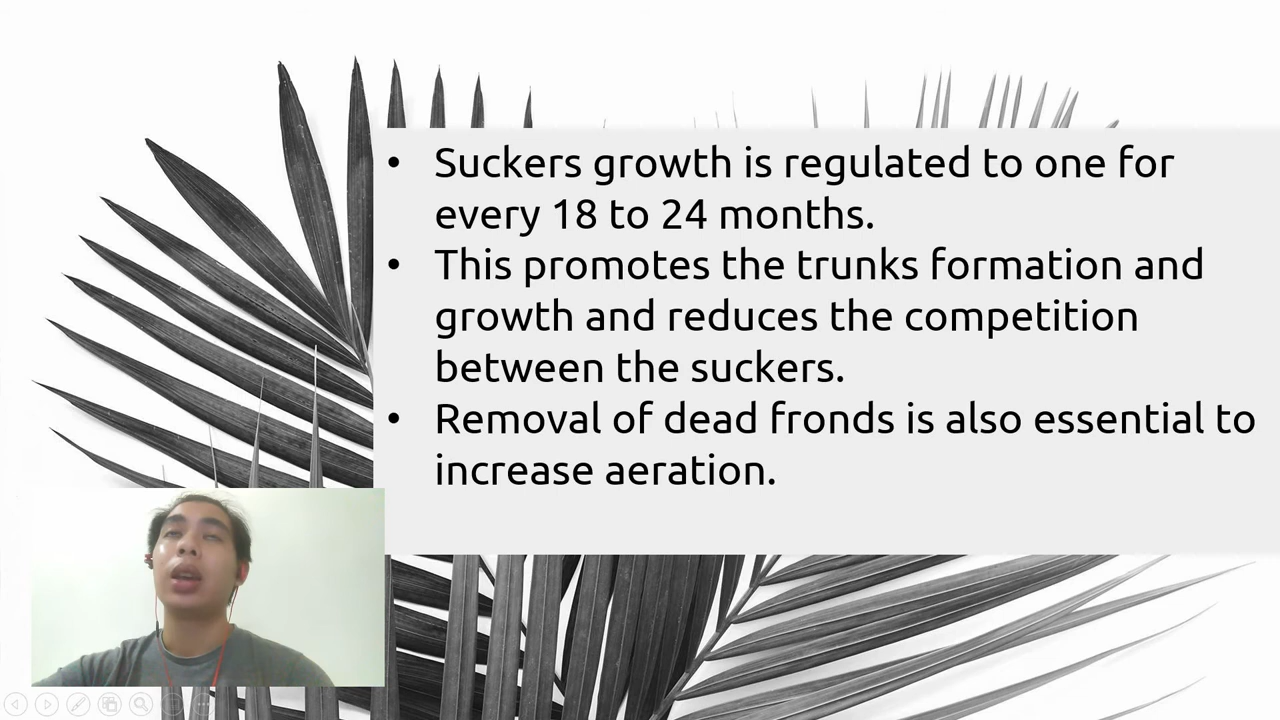 • Suckers growth is regulated to one for
every 18 to 24 months.
• This promotes the trunks formation and
growth and reduces the competition
between the suckers.
• Removal of dead fronds is also essential to
increase aeration.